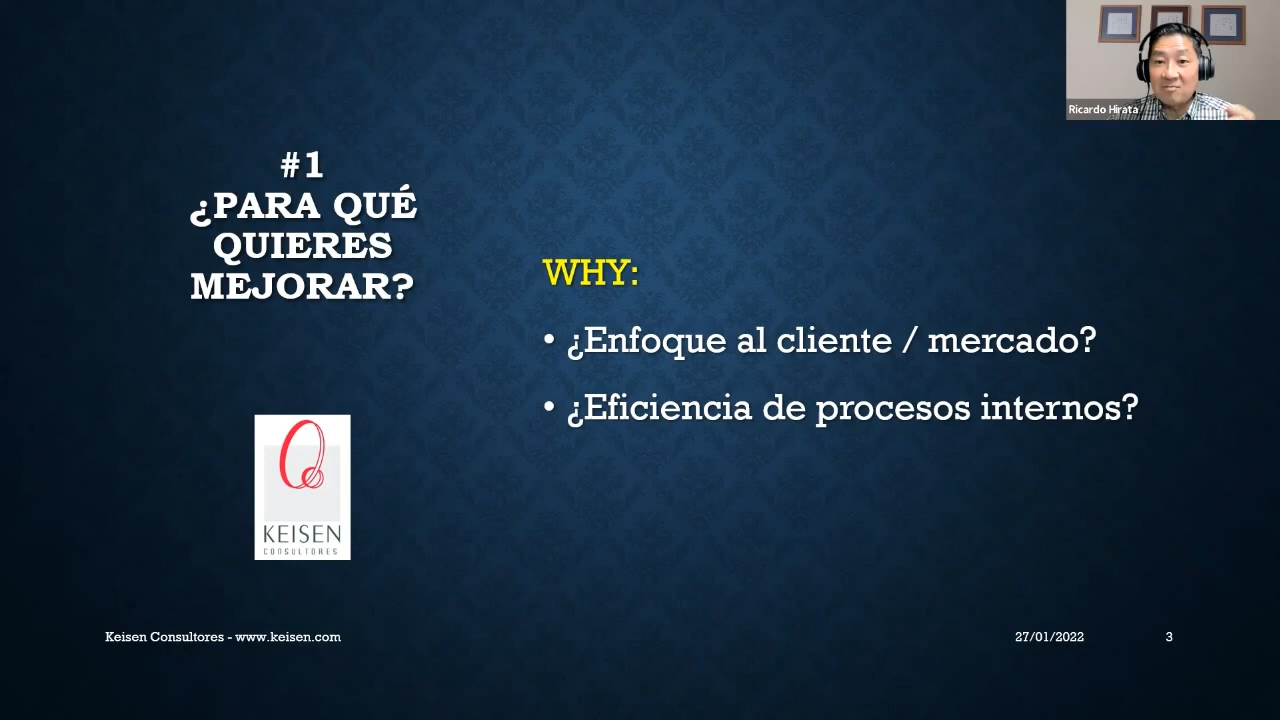 Ricardo Hirata
#1
¿PARA QUÉ
QUIERES
MEJORAR?
WHY:
• ¿Enfoque al cliente / mercado?
• ¿Eficiencia de procesos internos?
KEISEN
CONSULTORES
Keisen Consultores - www.keisen.com
27/01/2022
3